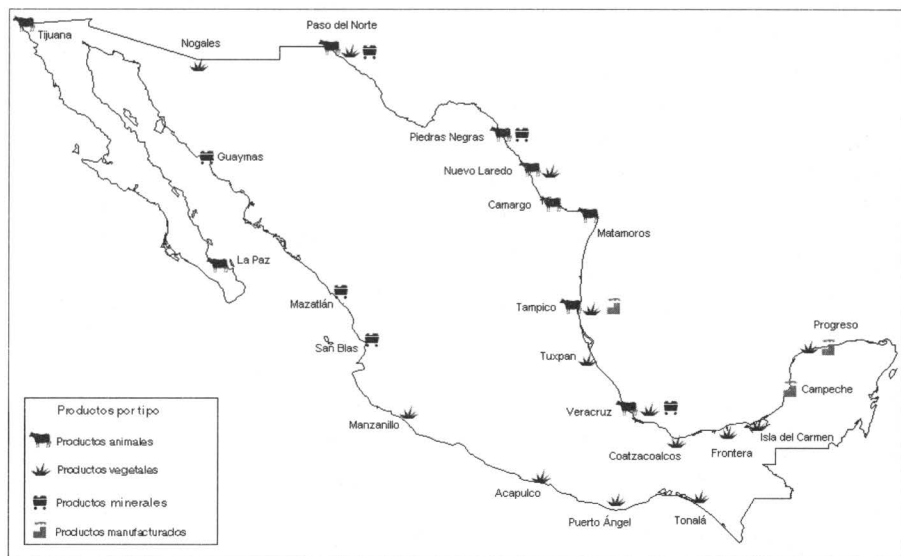 Tijuana
Nogales
Paso del Norte
Piedras Negras
Guaymas
Nuevo Laredo
Camargo
Matamoros
La Paz
Mazatlán
Tampico
San Blas
Progreso
Tuxpan
Campeche
Manzanillo
Veracruz
Coatzacoalcos
Frontera
Isla del Carmen
Acapulco
Puerto Ángel
Tonalá
Productos por tipo
Productos animales
Productos vegetales
Productos minerales
Productos manufacturados